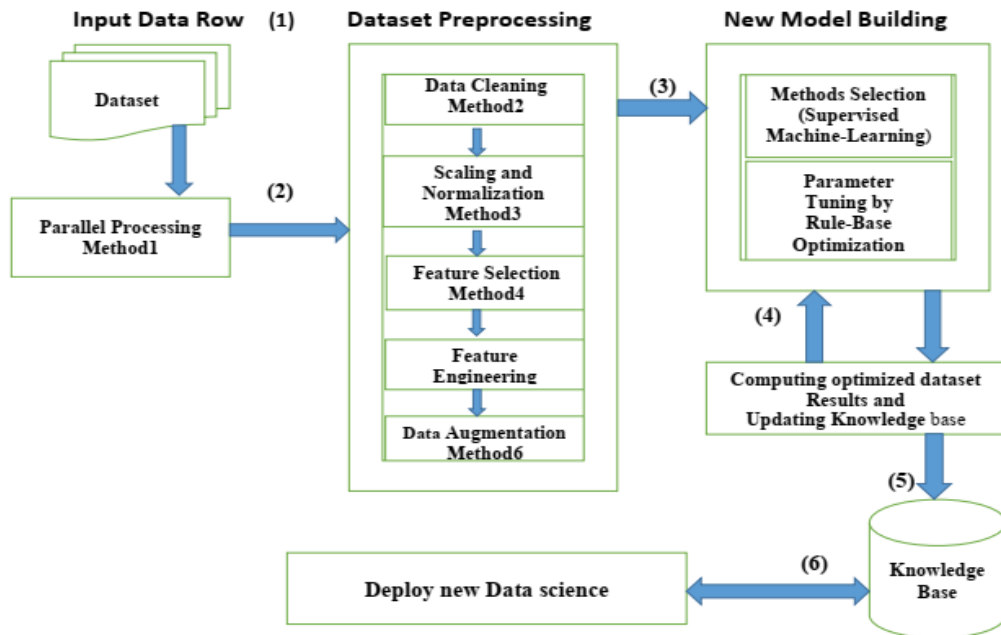 Input Data Row (1)
Dataset Preprocessing
New Model Building
Dataset
Parallel Processing
Method1
(2)
Data Cleaning
Method2
Scaling and
Normalization
Method3
Feature Selection
Method4
Feature
Engineering
Data Augmentation
Method6
(3)
Methods Selection
(Supervised
Machine-Learning)
Parameter
Tuning by
Rule-Base
Optimization
(4)
Computing optimized dataset
Results and
Updating Knowledge base
(5)
Knowledge
Base
(6)
Deploy new Data science